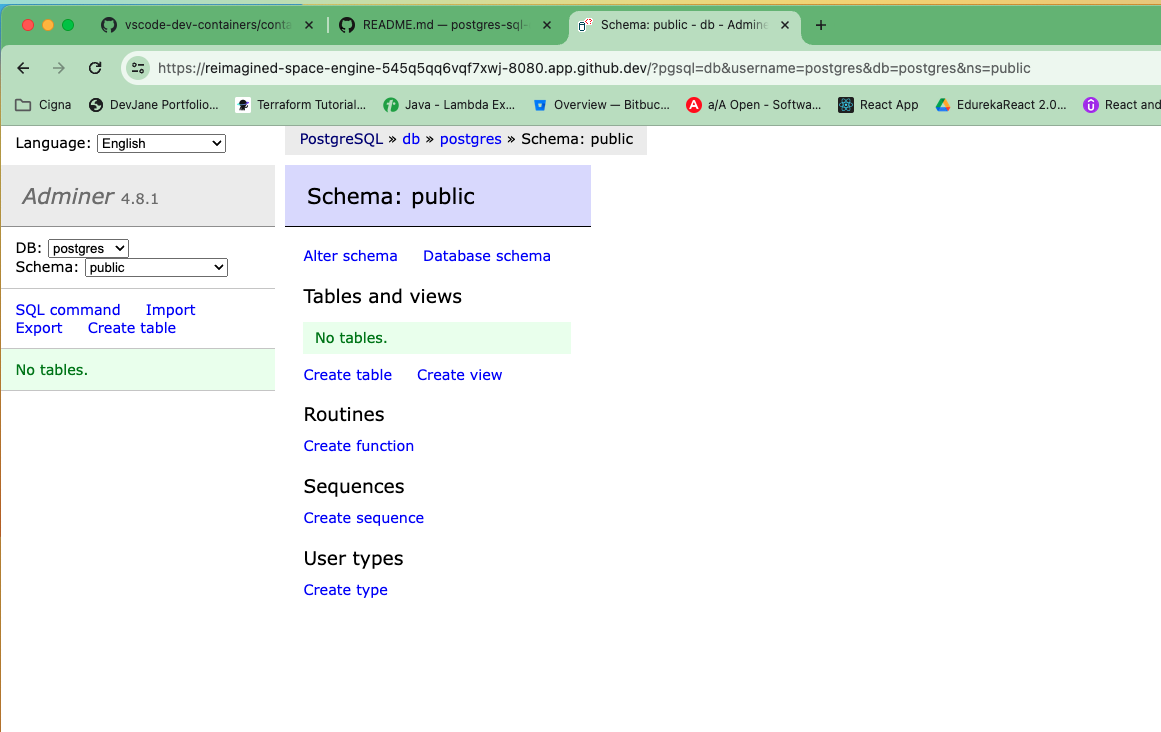 vscode-dev-containers/conta
README.md — postgres-sql-
Schema: public - db - Admine
https://reimagined-space-engine-545q5qq6vqf7xwj-8080.app.github.dev/?pgsql=db&username=postgres&db=postgres&ns=public
Cigna DevJane Portfolio... Terraform Tutorial... Java - Lambda Ex... Overview — Bitbuc... a/A Open - Softwa... React App EdurekaReact 2.0... React and
Language: English
PostgreSQL » db » postgres » Schema: public
Adminer 4.8.1
DB: postgres
Schema: public
SQL command Import
Export Create table
No tables.
Schema: public
Alter schema Database schema
Tables and views
No tables.
Create table Create view
Routines
Create function
Sequences
Create sequence
User types
Create type